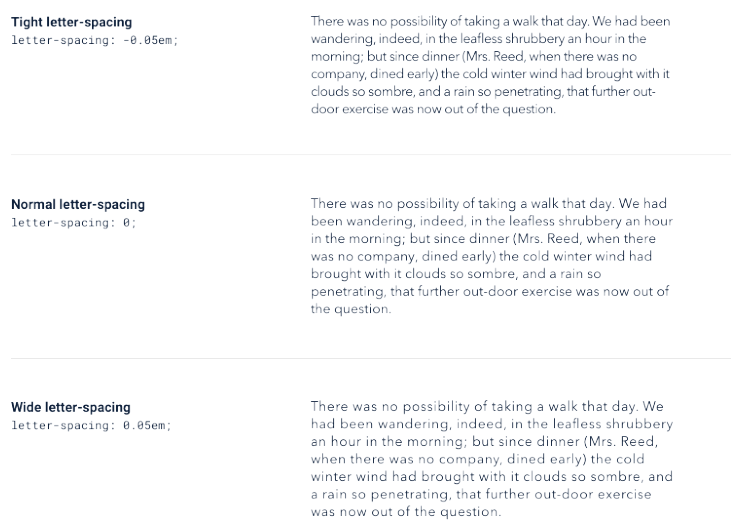 Tight letter-spacing
letter-spacing: -0.05em;
There was no possibility of taking a walk that day. We had been
wandering, indeed, in the leafless shrubbery an hour in the
morning; but since dinner (Mrs. Reed, when there was no
company, dined early) the cold winter wind had brought with it
clouds so sombre, and a rain so penetrating, that further out-
door exercise was now out of the question.
Normal letter-spacing
letter-spacing: 0;
There was no possibility of taking a walk that day. We had
been wandering, indeed, in the leafless shrubbery an hour
in the morning; but since dinner (Mrs. Reed, when there
was no company, dined early) the cold winter wind had
brought with it clouds so sombre, and a rain so
penetrating, that further out-door exercise was now out of
the question.
Wide letter-spacing
letter-spacing: 0.05em;
There was no possibility of taking a walk that day. We
had been wandering, indeed, in the leafless shrubbery
an hour in the morning; but since dinner (Mrs. Reed,
when there was no company, dined early) the cold
winter wind had brought with it clouds so sombre, and
a rain so penetrating, that further out-door exercise
was now out of the question.